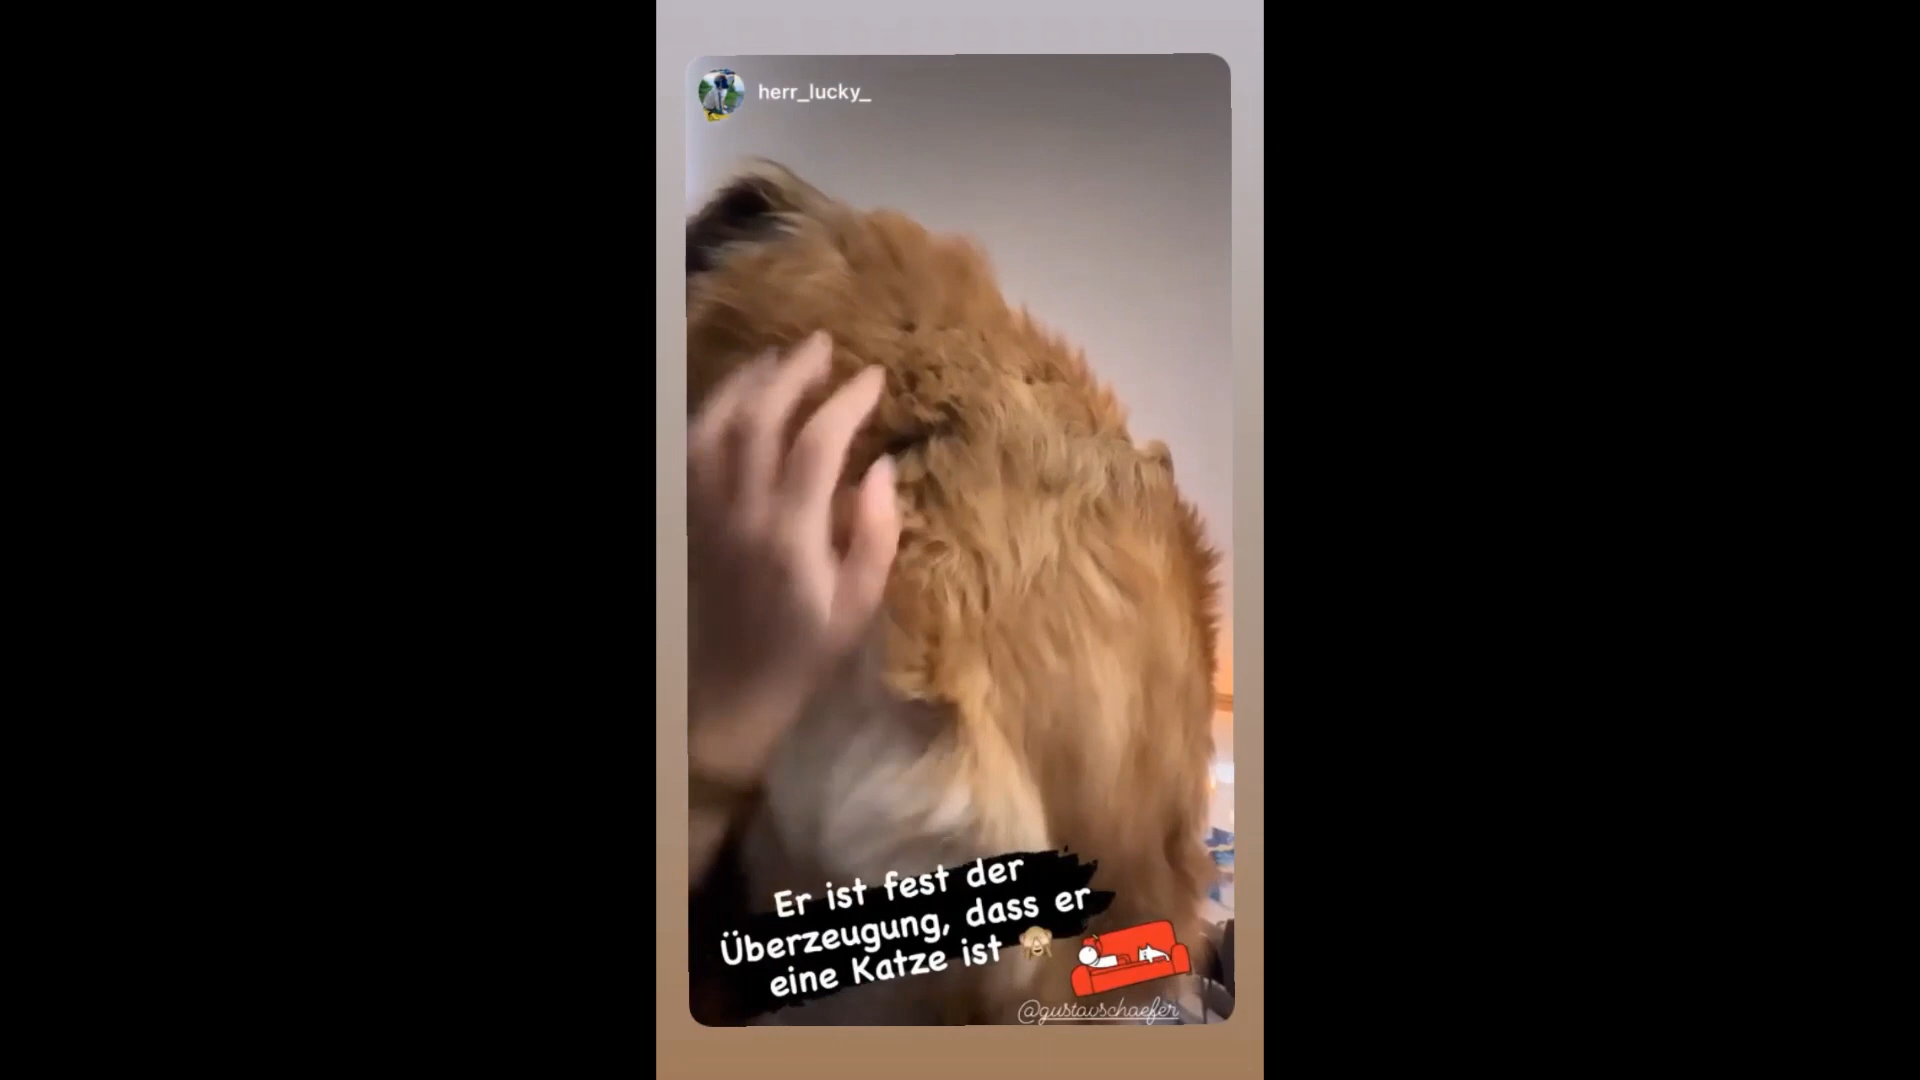 herr_lucky_
Er ist fest der
Überzeugung, dass er
eine Katze ist 🙈
@gustavschaefer